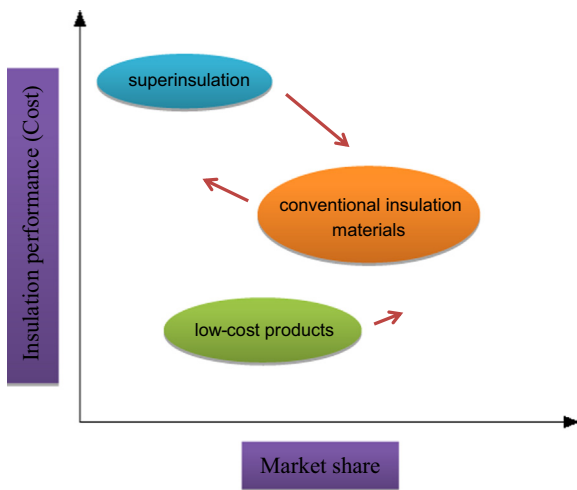 superinsulation
Insulation performance (Cost)
conventional insulation
materials
low-cost products
Market share